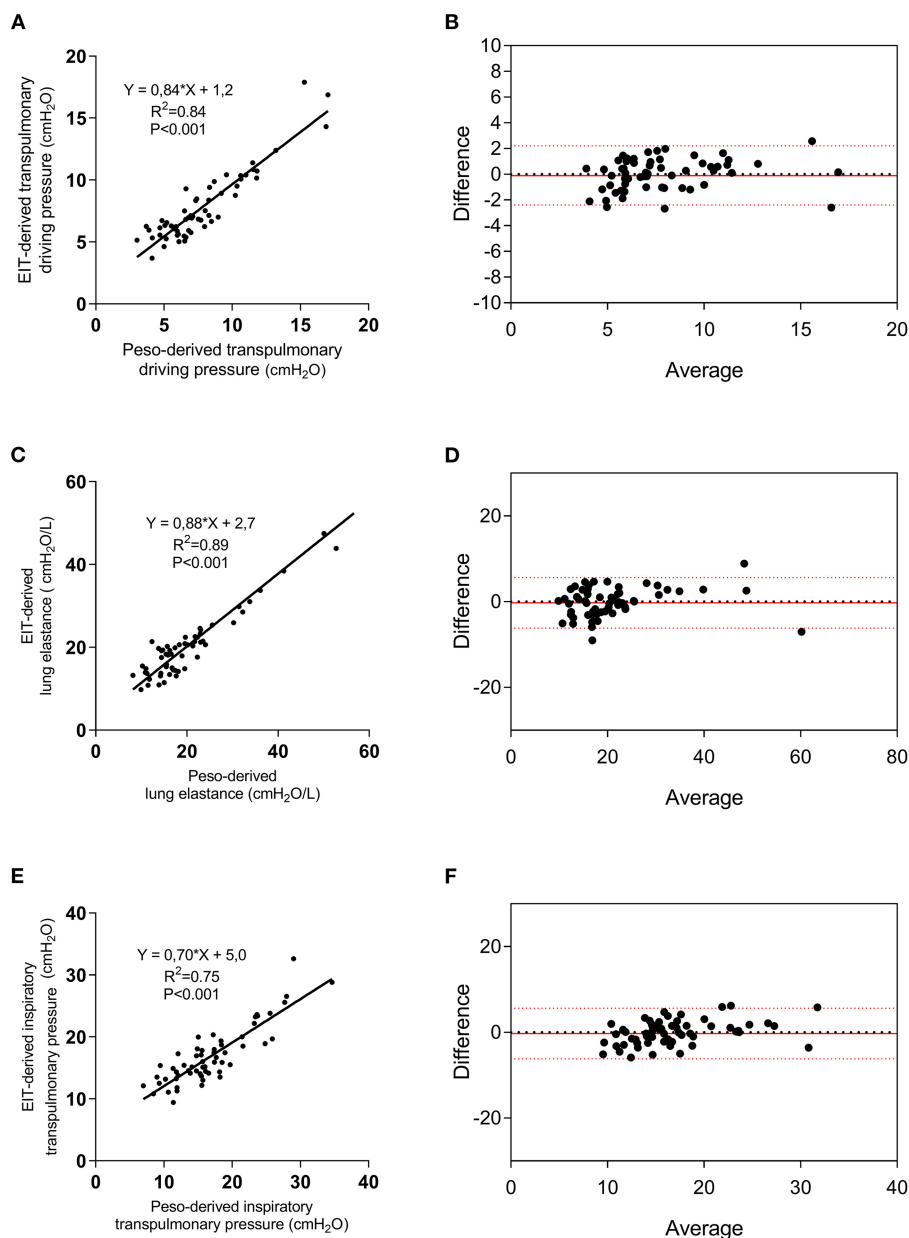 A
20
15
10
5
0
0
5
10
15
20
Y = 0,84*X + 1,2
R²=0.84
P<0.001
EIT-derived transpulmonary
driving pressure (cmH₂O)
Peso-derived transpulmonary
driving pressure (cmH₂O)
B
10
8
6
4
2
0
-2
-4
-6
-8
-10
0
5
10
15
20
Difference
Average
C
60
40
20
0
0
20
40
60
Y = 0,88*X + 2,7
R²=0.89
P<0.001
EIT-derived
lung elastance ( cmH₂O/L)
Peso-derived
lung elastance (cmH₂O/L)
D
20
0
-20
0
20
40
60
80
Difference
Average
E
40
30
20
10
0
0
10
20
30
40
Y = 0,70*X + 5,0
R²=0.75
P<0.001
EIT-derived inspiratory
transpulmonary pressure (cmH₂O)
Peso-derived inspiratory
transpulmonary pressure (cmH₂O)
F
20
0
-20
0
10
20
30
40
Difference
Average